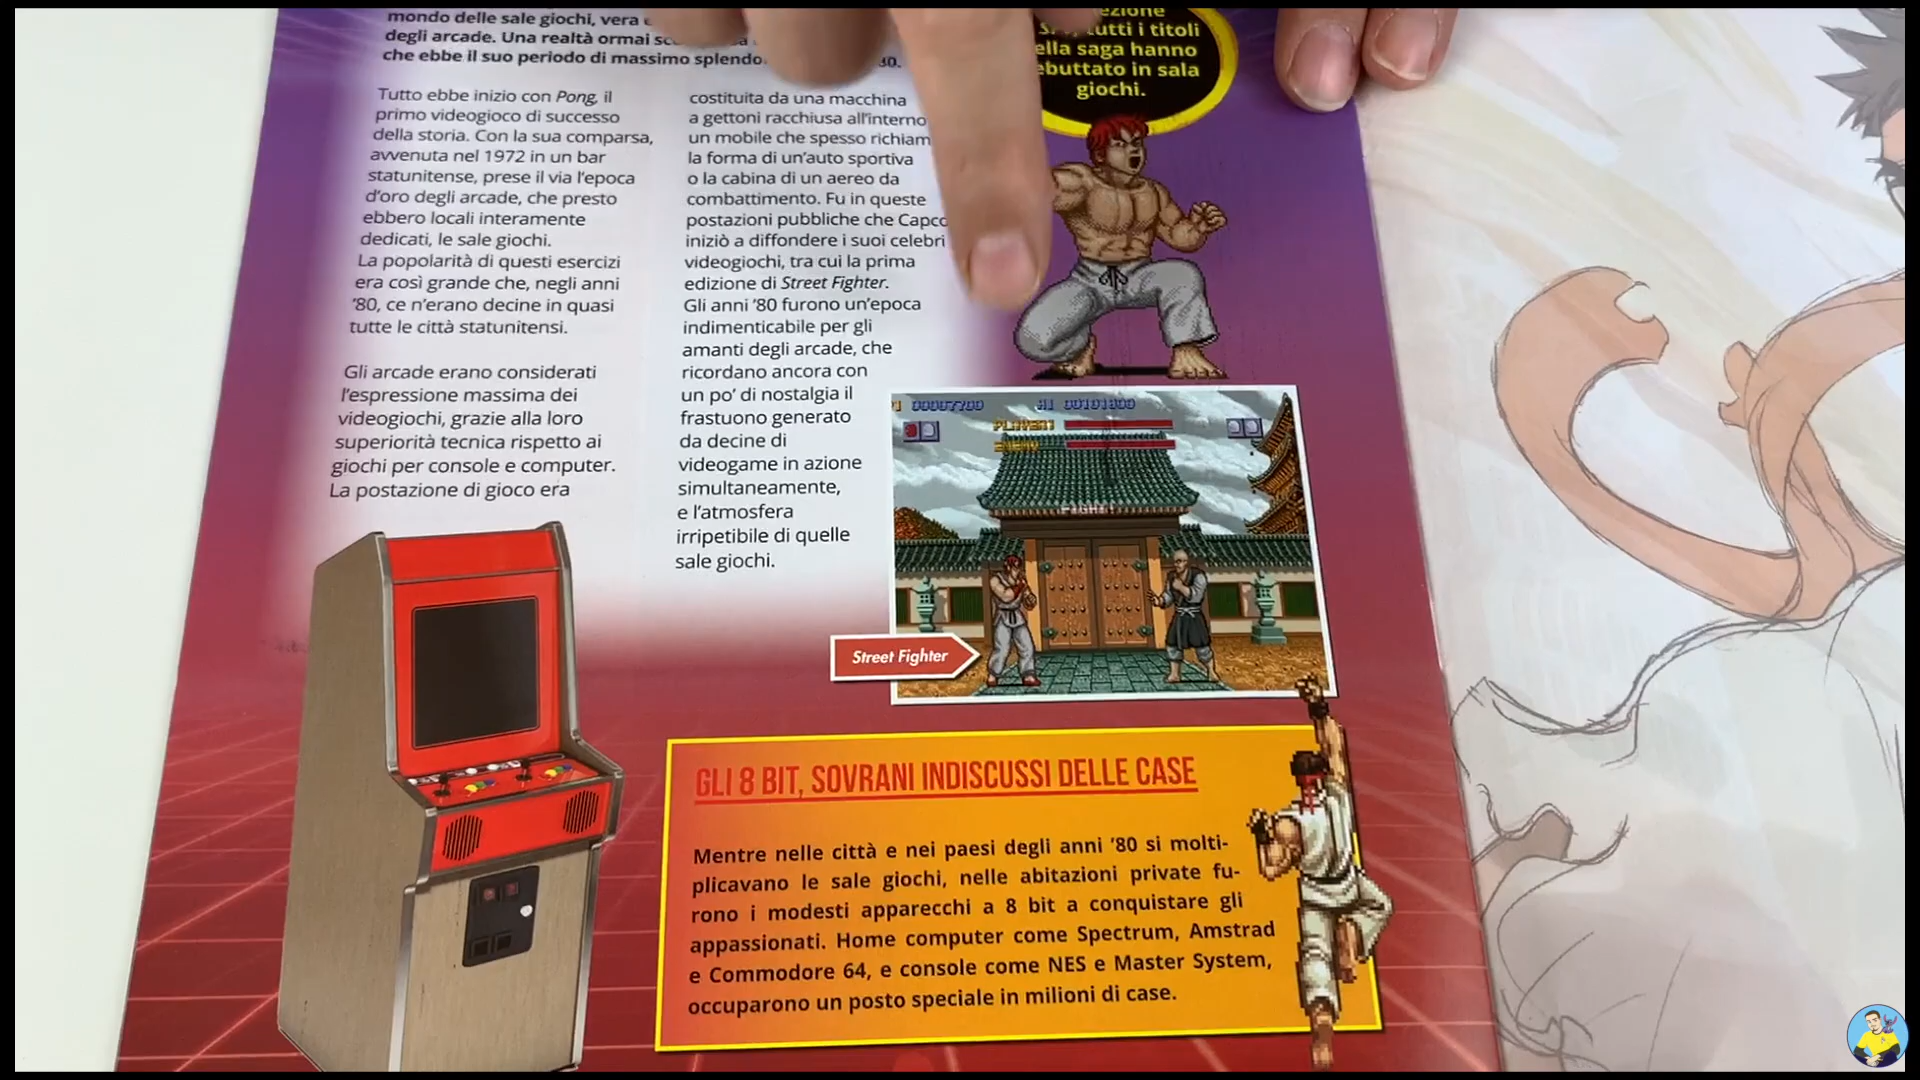 mondo delle sale giochi, vera
degli arcade. Una realtà ormai
che ebbe il suo periodo di massimo
Tutto ebbe inizio con Pong, il
primo videogioco di successo
della storia. Con la sua comparsa,
avvenuta nel 1972 in un bar
statunitense, prese il via l'epoca
d'oro degli arcade, che presto
ebbero locali interamente
dedicati, le sale giochi.
La popolarità di questi esercizi
era così grande che, negli anni
'80, ce n'erano decine in quasi
tutte le città statunitensi.
Gli arcade erano considerati
l'espressione massima dei
videogiochi, grazie alla loro
superiorità tecnica rispetto ai
giochi per console e computer.
La postazione di gioco era
costituita da una macchina
a gettoni racchiusa all'interno
un mobile che spesso
la forma di un'auto sportiva
o la cabina di un aereo da
combattimento. Fu in queste
postazioni pubbliche che
iniziò a diffondere i suoi celebri
videogiochi, tra cui la prima
edizione di Street Fighter.
Gli anni '80 furono un'epoca
indimenticabile per gli
amanti degli arcade, che
ricordano ancora con
un po' di nostalgia il
frastuono generato
da decine di
videogame in azione
simultaneamente,
e l'atmosfera
irripetibile di quelle
sale giochi.
tutti i titoli
saga hanno
in sala
giochi.
00007700 HI 00101800
PLAYER1
ENEMY
FIGHT!
Street Fighter
GLI 8 BIT, SOVRANI INDISCUSSI DELLE CASE
Mentre nelle città e nei paesi degli anni '80 si molti-
plicavano le sale giochi, nelle abitazioni private fu-
rono i modesti apparecchi a 8 bit a conquistare gli
appassionati. Home computer come Spectrum, Amstrad
e Commodore 64, e console come NES e Master System,
occuparono un posto speciale in milioni di case.